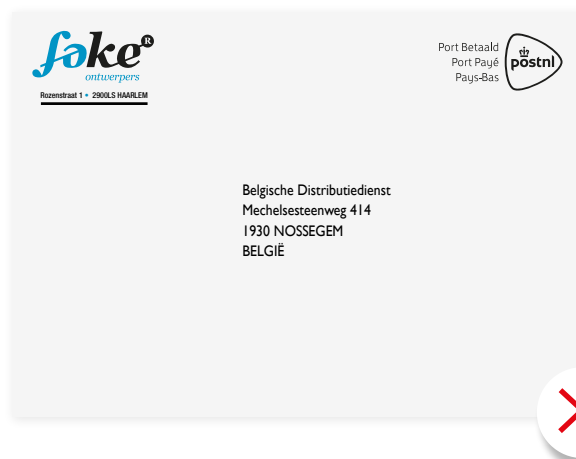 foke®
ontwerpers
Rozenstraat 1 • 2900LS HAARLEM
Port Betaald
Port Payé
Pays-Bas
postnl
Belgische Distributiedienst
Mechelsesteenweg 414
1930 NOSSEGEM
BELGIË